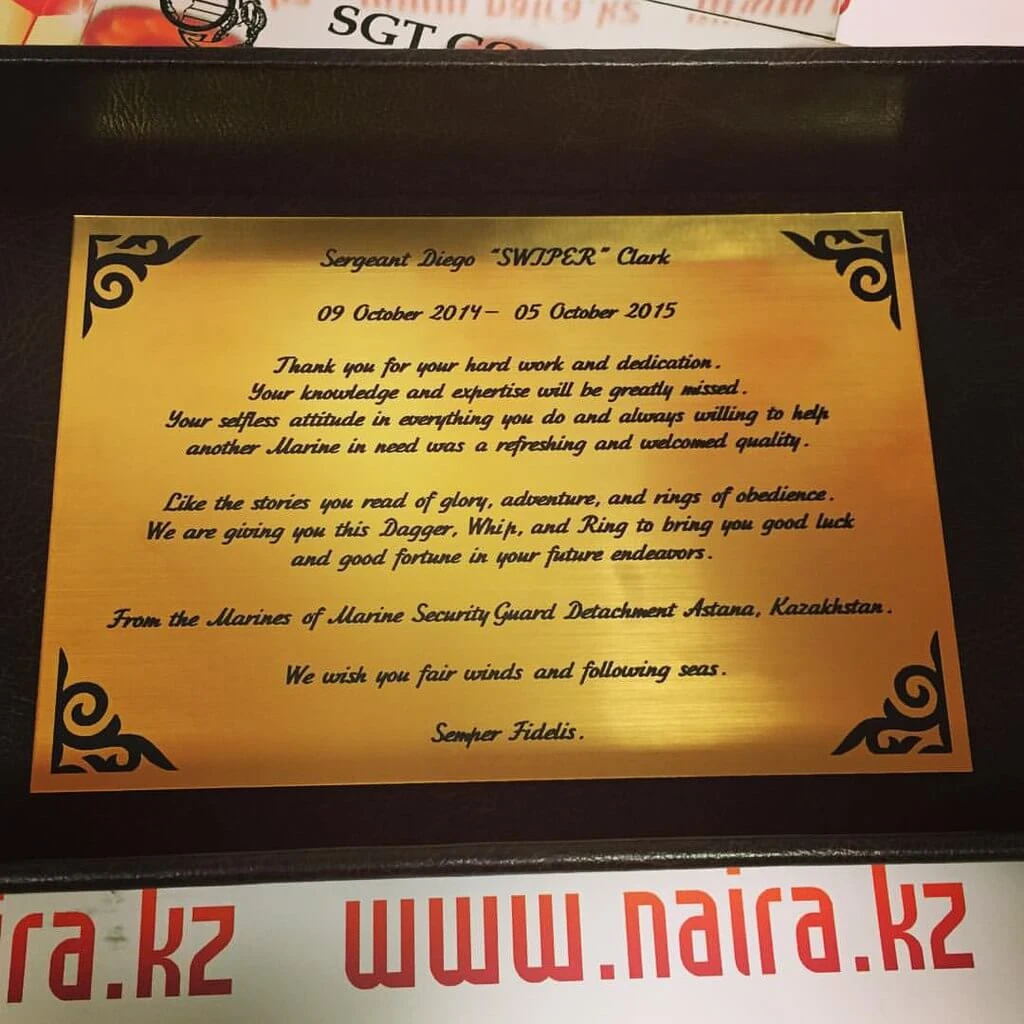 SGT
Sergeant Diego "SWIPER" Clark
09 October 2014 – 05 October 2015
Thank you for your hard work and dedication.
Your knowledge and expertise will be greatly missed.
Your selfless attitude in everything you do and always willing to help
another Marine in need was a refreshing and welcomed quality.
Like the stories you read of glory, adventure, and rings of obedience.
We are giving you this Dagger, Whip, and Ring to bring you good luck
and good fortune in your future endeavors.
From the Marines of Marine Security Guard Detachment Astana, Kazakhstan.
We wish you fair winds and following seas.
Semper Fidelis.
ira.kz www.naira.kz